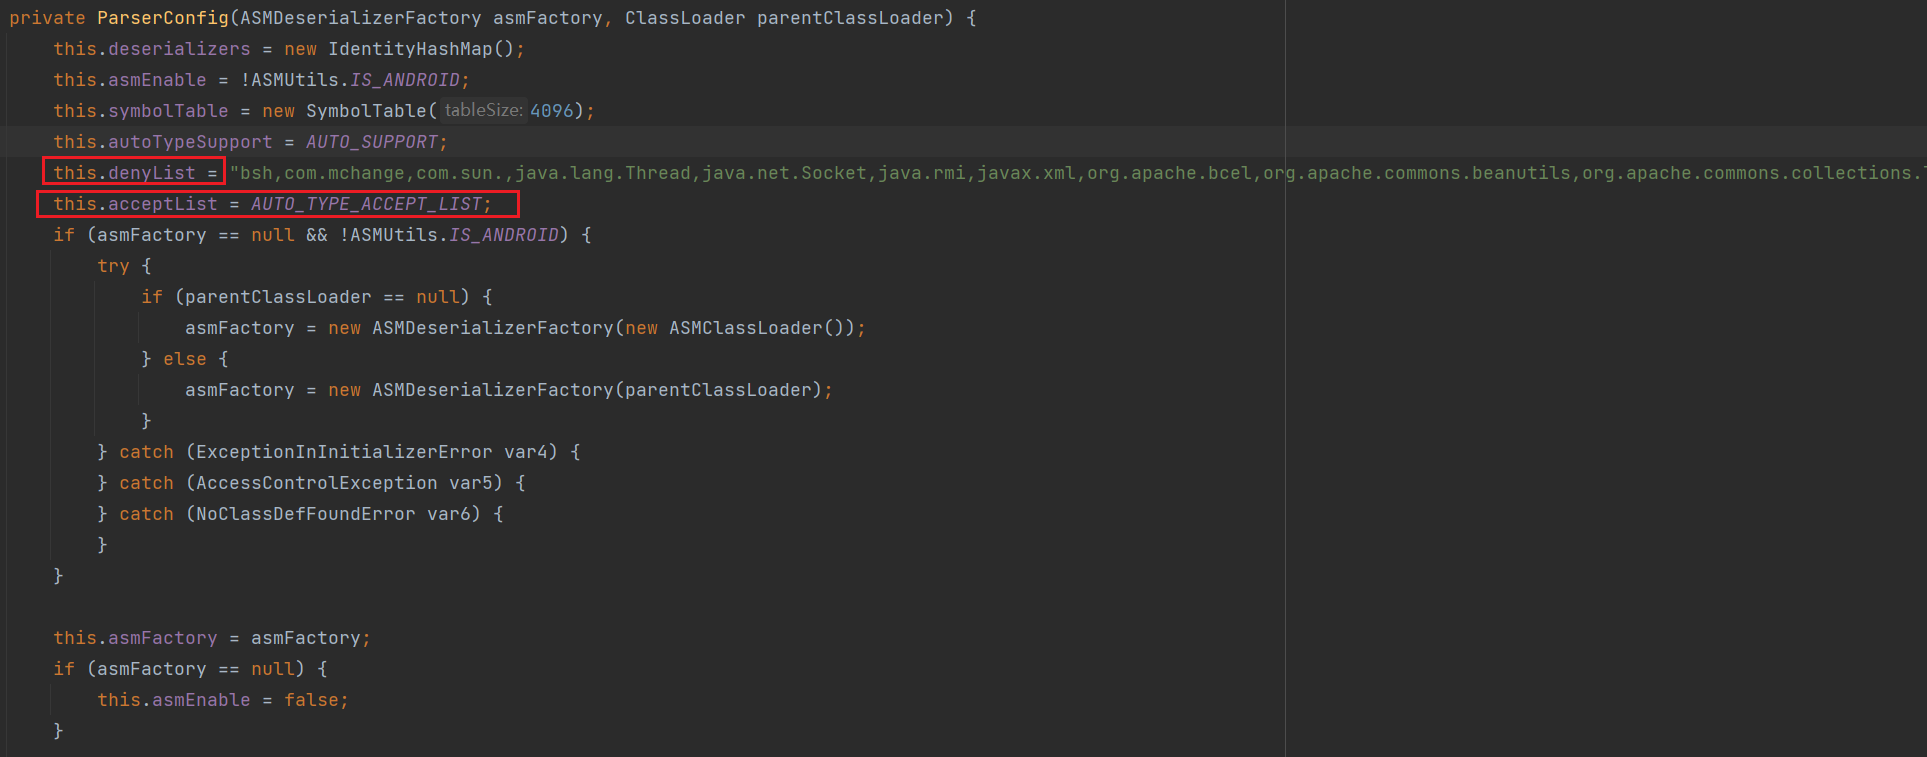 private ParserConfig(ASMDeserializerFactory asmFactory, ClassLoader parentClassLoader) {
    this.deserializers = new IdentityHashMap();
    this.asmEnable = !ASMUtils.IS_ANDROID;
    this.symbolTable = new SymbolTable( tableSize: 4096);
    this.autoTypeSupport = AUTO_SUPPORT;
    this.denyList = "bsh,com.mchange,com.sun.,java.lang.Thread,java.net.Socket,java.rmi,javax.xml,org.apache.bcel,org.apache.commons.beanutils,org.apache.commons.collections.
    this.acceptList = AUTO_TYPE_ACCEPT_LIST;
    if (asmFactory == null && !ASMUtils.IS_ANDROID) {
        try {
            if (parentClassLoader == null) {
                asmFactory = new ASMDeserializerFactory(new ASMClassLoader());
            } else {
                asmFactory = new ASMDeserializerFactory(parentClassLoader);
            }
        } catch (ExceptionInInitializerError var4) {
        } catch (AccessControlException var5) {
        } catch (NoClassDefFoundError var6) {
        }
    }
    this.asmFactory = asmFactory;
    if (asmFactory == null) {
        this.asmEnable = false;
    }